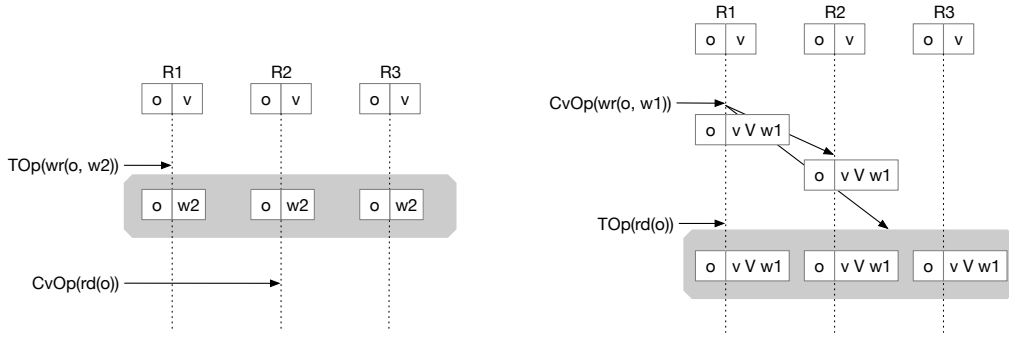 R1 R2 R3
o v o v o v
TOp(wr(o, w2))
o w2 o w2 o w2
CvOp(rd(o))
R1 R2 R3
o v o v o v
CvOp(wr(o, w1))
o v V w1
o v V w1
TOp(rd(o))
o v V w1 o v V w1 o v V w1